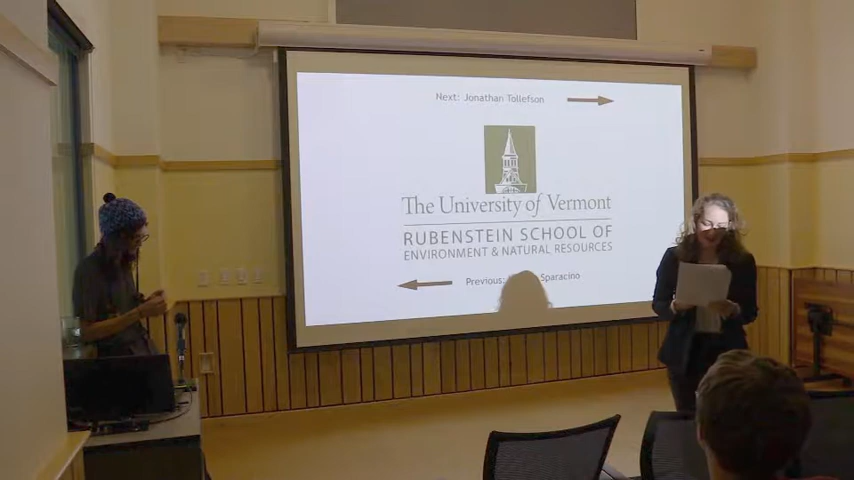 Next: Jonathan Tollefson
The University of Vermont
RUBENSTEIN SCHOOL OF
ENVIRONMENT & NATURAL RESOURCES
Previous: Sparacino